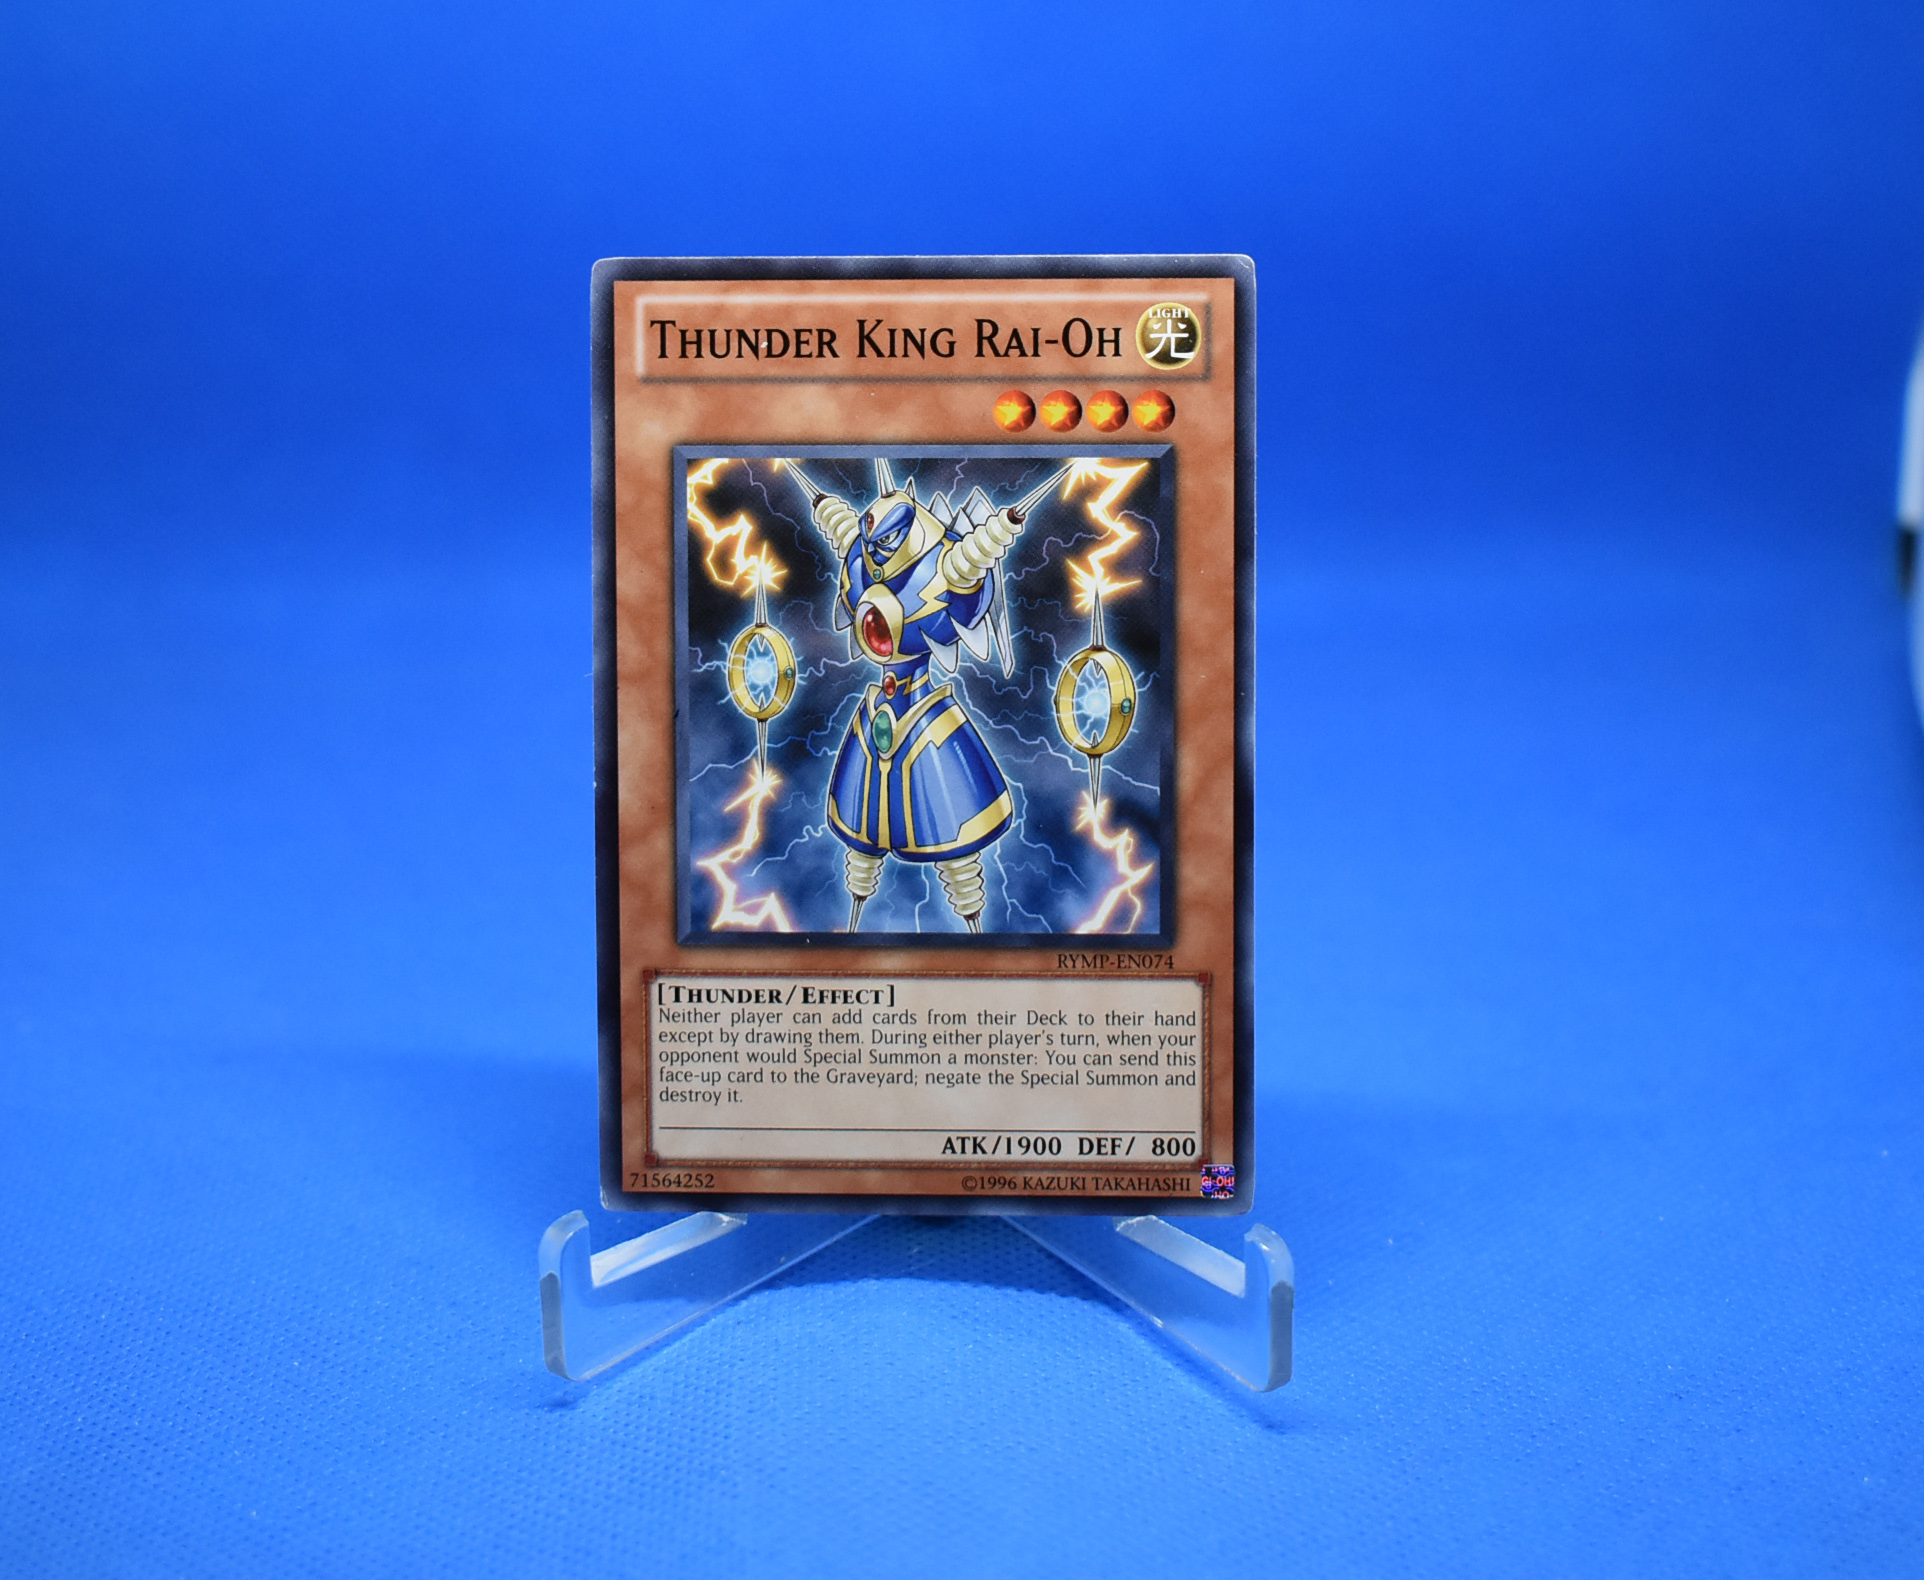 THUNDER KING RAI-OH
LIGHT
光
RYMP-EN074
[THUNDER/EFFECT]
Neither player can add cards from their Deck to their hand
except by drawing them. During either player's turn, when your
opponent would Special Summon a monster: You can send this
face-up card to the Graveyard; negate the Special Summon and
destroy it.
ATK/1900 DEF/ 800
71564252
©1996 KAZUKI TAKAHASHI